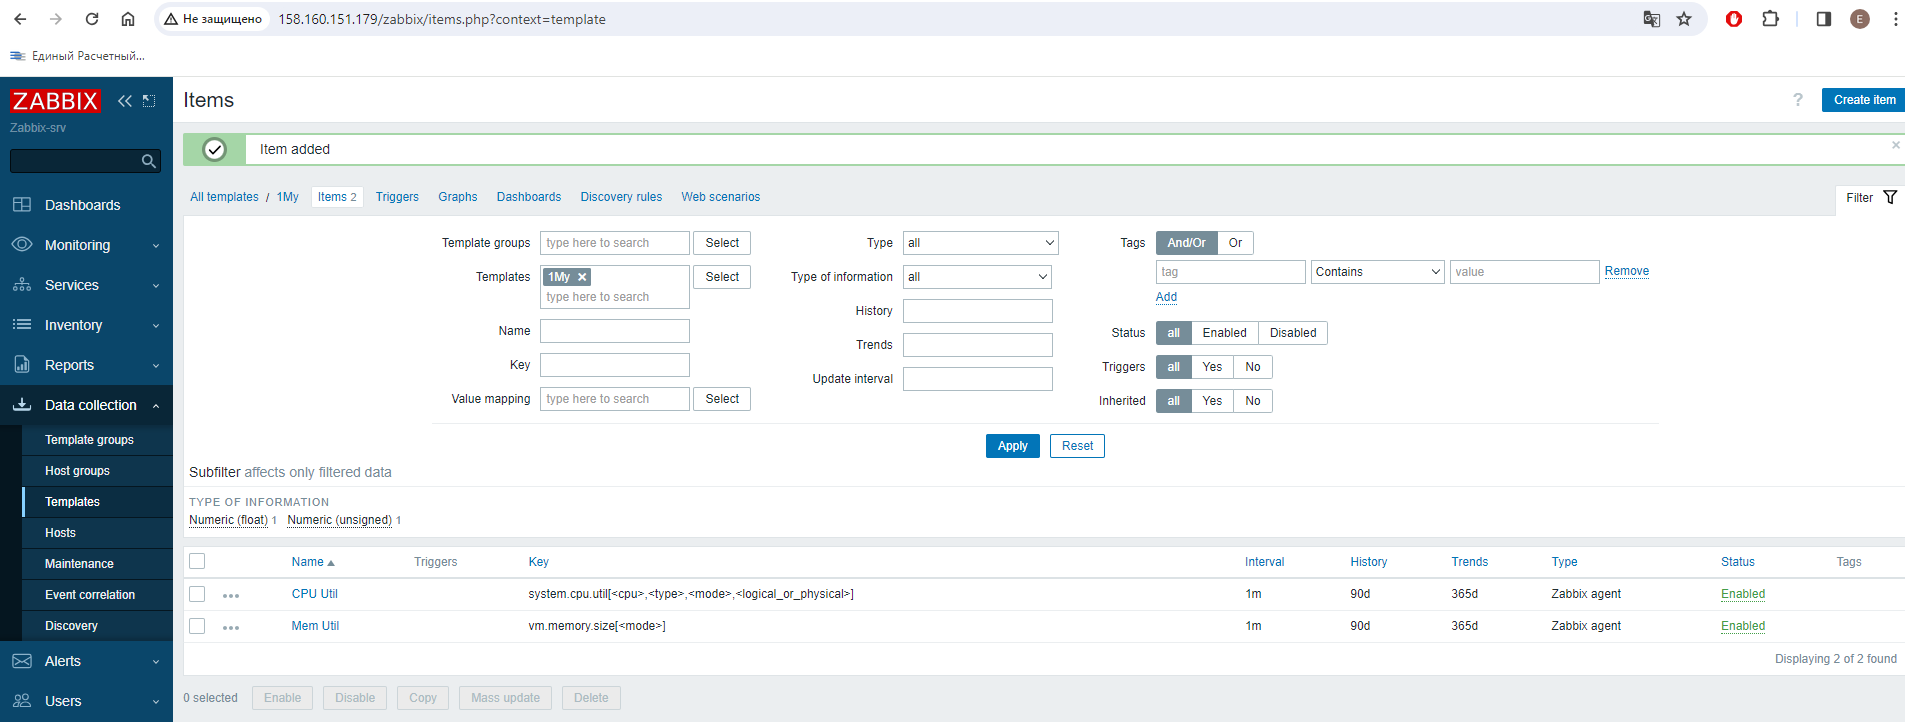 Не защищено 158.160.151.179/zabbix/items.php?context=template E
Единый Расчетный...
ZABBIX
Zabbix-srv
Dashboards
Monitoring
Services
Inventory
Reports
Data collection
Template groups
Host groups
Templates
Hosts
Maintenance
Event correlation
Discovery
Alerts
Users
Items ? Create item
Item added ×
All templates / 1My Items 2 Triggers Graphs Dashboards Discovery rules Web scenarios Filter
Template groups type here to search Select Type all Tags And/Or Or
Templates 1My × Select Type of information all tag Contains value Remove
type here to search Add
History
Name Status all Enabled Disabled
Trends
Key Triggers all Yes No
Update interval
Value mapping type here to search Select Inherited all Yes No
Apply Reset
Subfilter affects only filtered data
TYPE OF INFORMATION
Numeric (float) 1 Numeric (unsigned) 1
Name Triggers Key Interval History Trends Type Status Tags
CPU Util system.cpu.util[<cpu>,<type>,<mode>,<logical_or_physical>] 1m 90d 365d Zabbix agent Enabled
Mem Util vm.memory.size[<mode>] 1m 90d 365d Zabbix agent Enabled
Displaying 2 of 2 found
0 selected Enable Disable Copy Mass update Delete